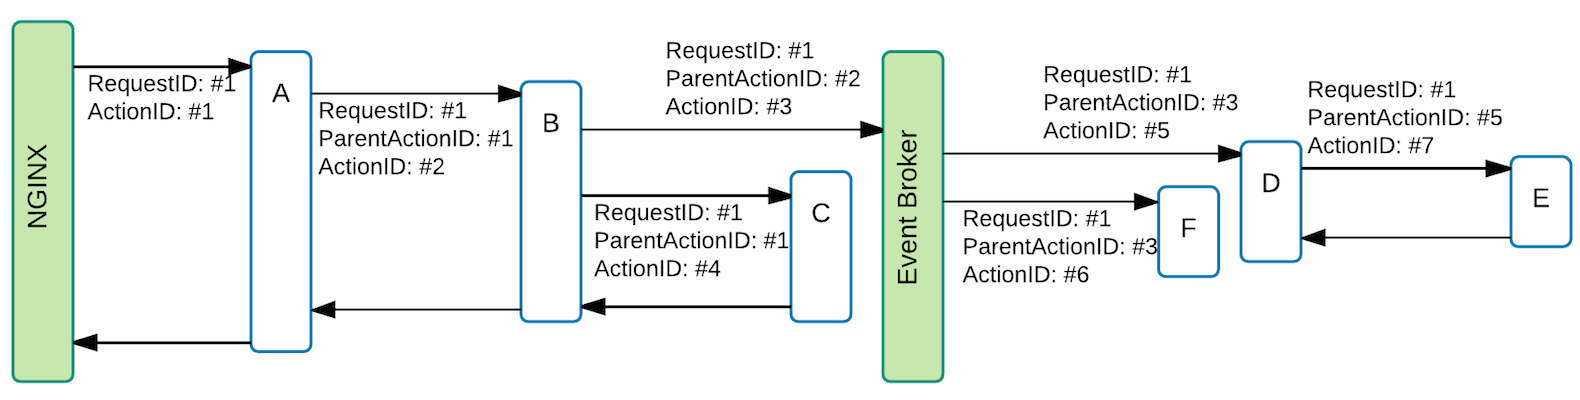 NGINX
RequestID: #1
ActionID: #1
A
RequestID: #1
ParentActionID: #1
ActionID: #2
B
RequestID: #1
ParentActionID: #2
ActionID: #3
RequestID: #1
ParentActionID: #1
ActionID: #4
C
Event Broker
RequestID: #1
ParentActionID: #3
ActionID: #5
RequestID: #1
ParentActionID: #3
ActionID: #6
F
D
RequestID: #1
ParentActionID: #5
ActionID: #7
E